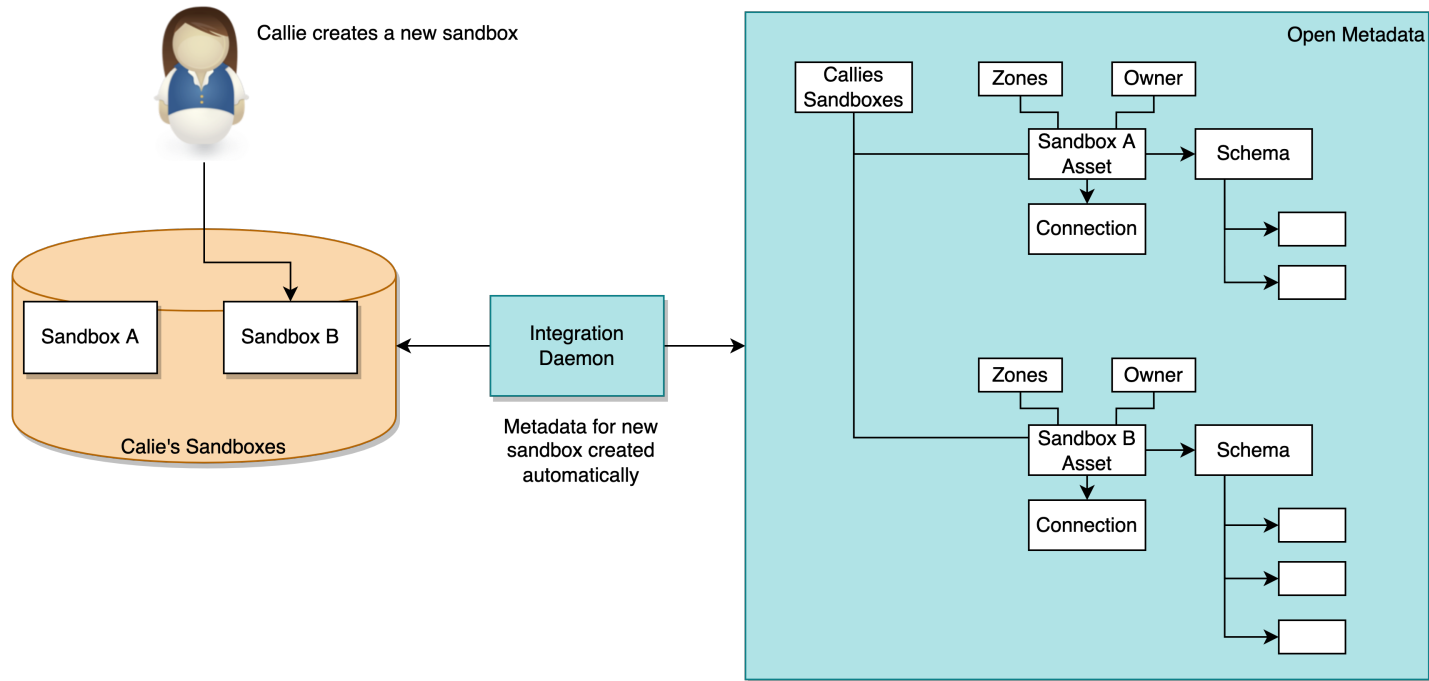 Callie creates a new sandbox
Open Metadata
Callies
Sandboxes
Zones
Owner
Sandbox A
Asset
Schema
Connection
Sandbox A
Sandbox B
Calie's Sandboxes
Integration
Daemon
Metadata for new
sandbox created
automatically
Zones
Owner
Sandbox B
Asset
Schema
Connection